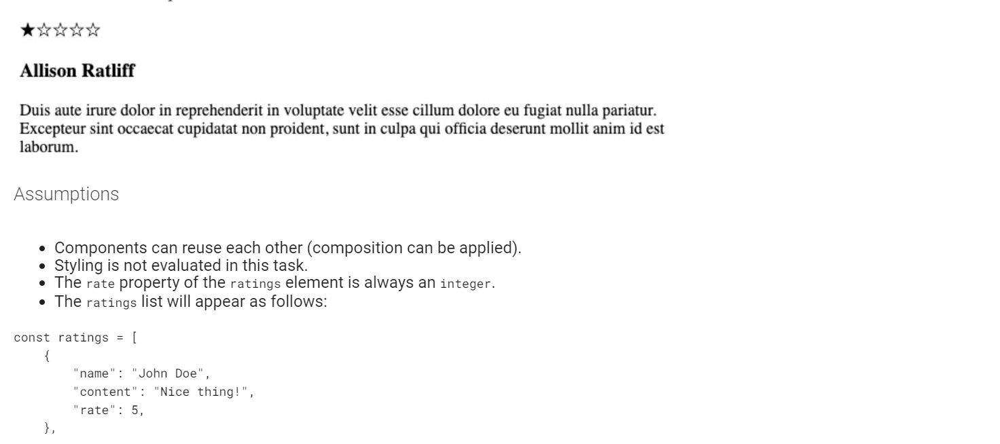 ★☆☆☆☆
Allison Ratliff
Duis aute irure dolor in reprehenderit in voluptate velit esse cillum dolore eu fugiat nulla pariatur.
Excepteur sint occaecat cupidatat non proident, sunt in culpa qui officia deserunt mollit anim id est
laborum.
Assumptions
• Components can reuse each other (composition can be applied).
• Styling is not evaluated in this task.
• The rate property of the ratings element is always an integer.
• The ratings list will appear as follows:
const ratings = [
    {
        "name": "John Doe",
        "content": "Nice thing!",
        "rate": 5,
    },